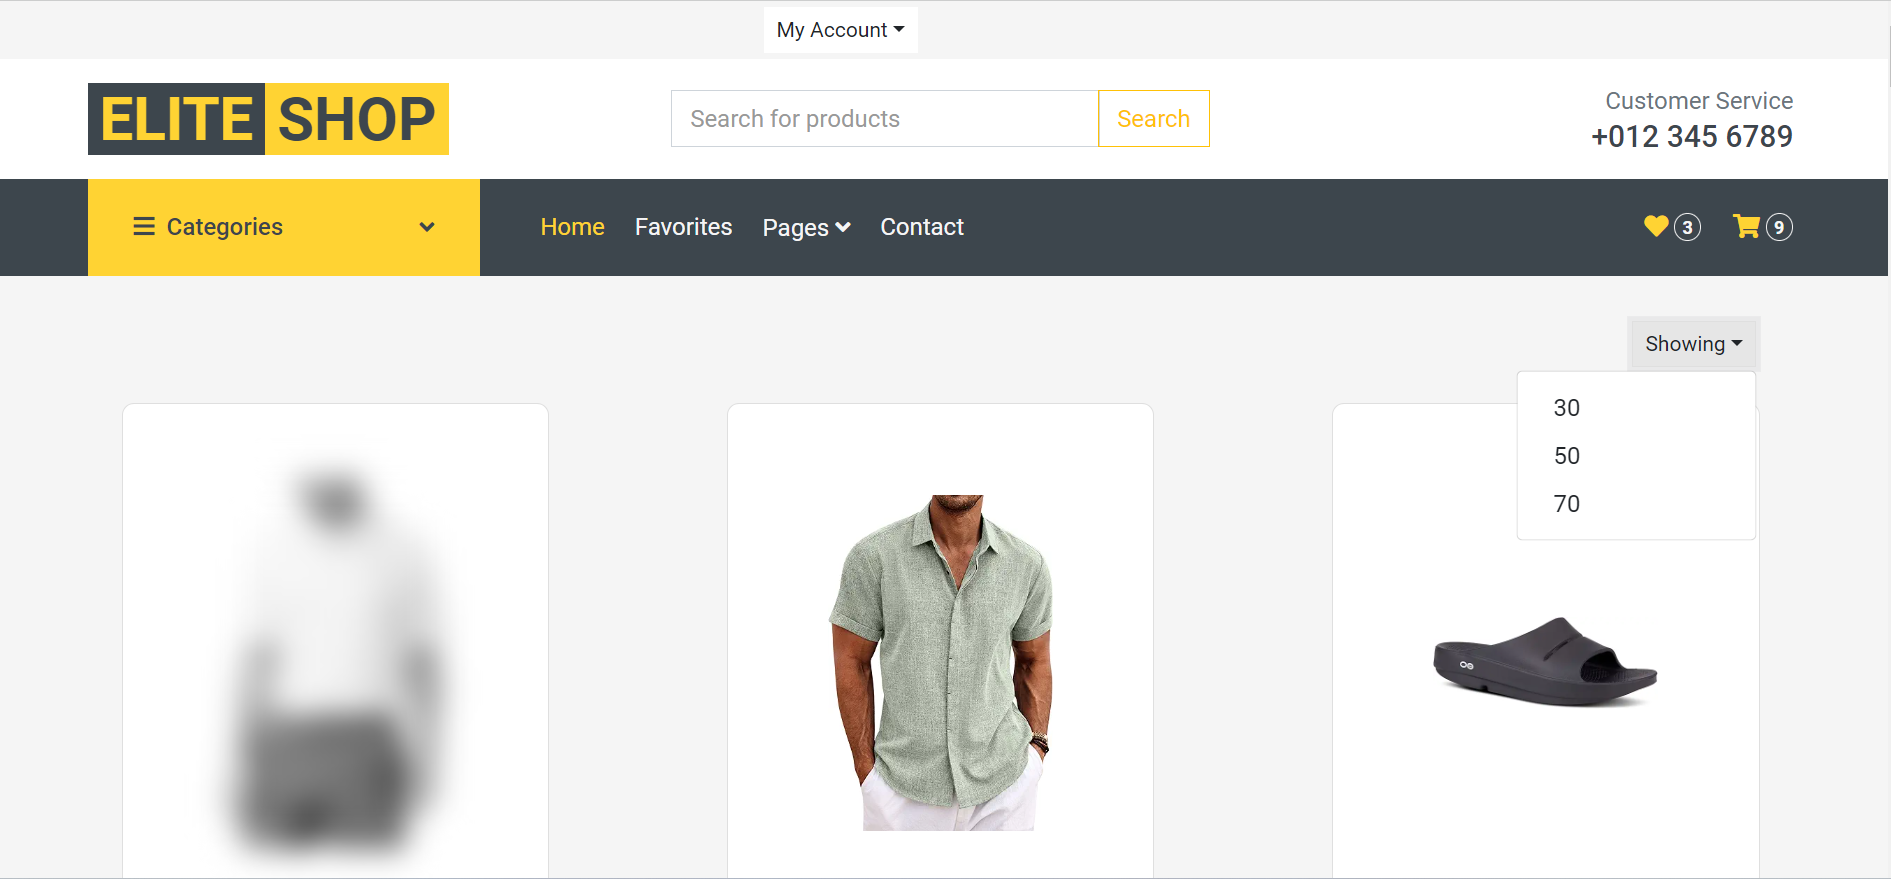 My Account
ELITE SHOP
Search for products
Search
Customer Service
+012 345 6789
Categories
Home
Favorites
Pages
Contact
3
9
Showing
30
50
70